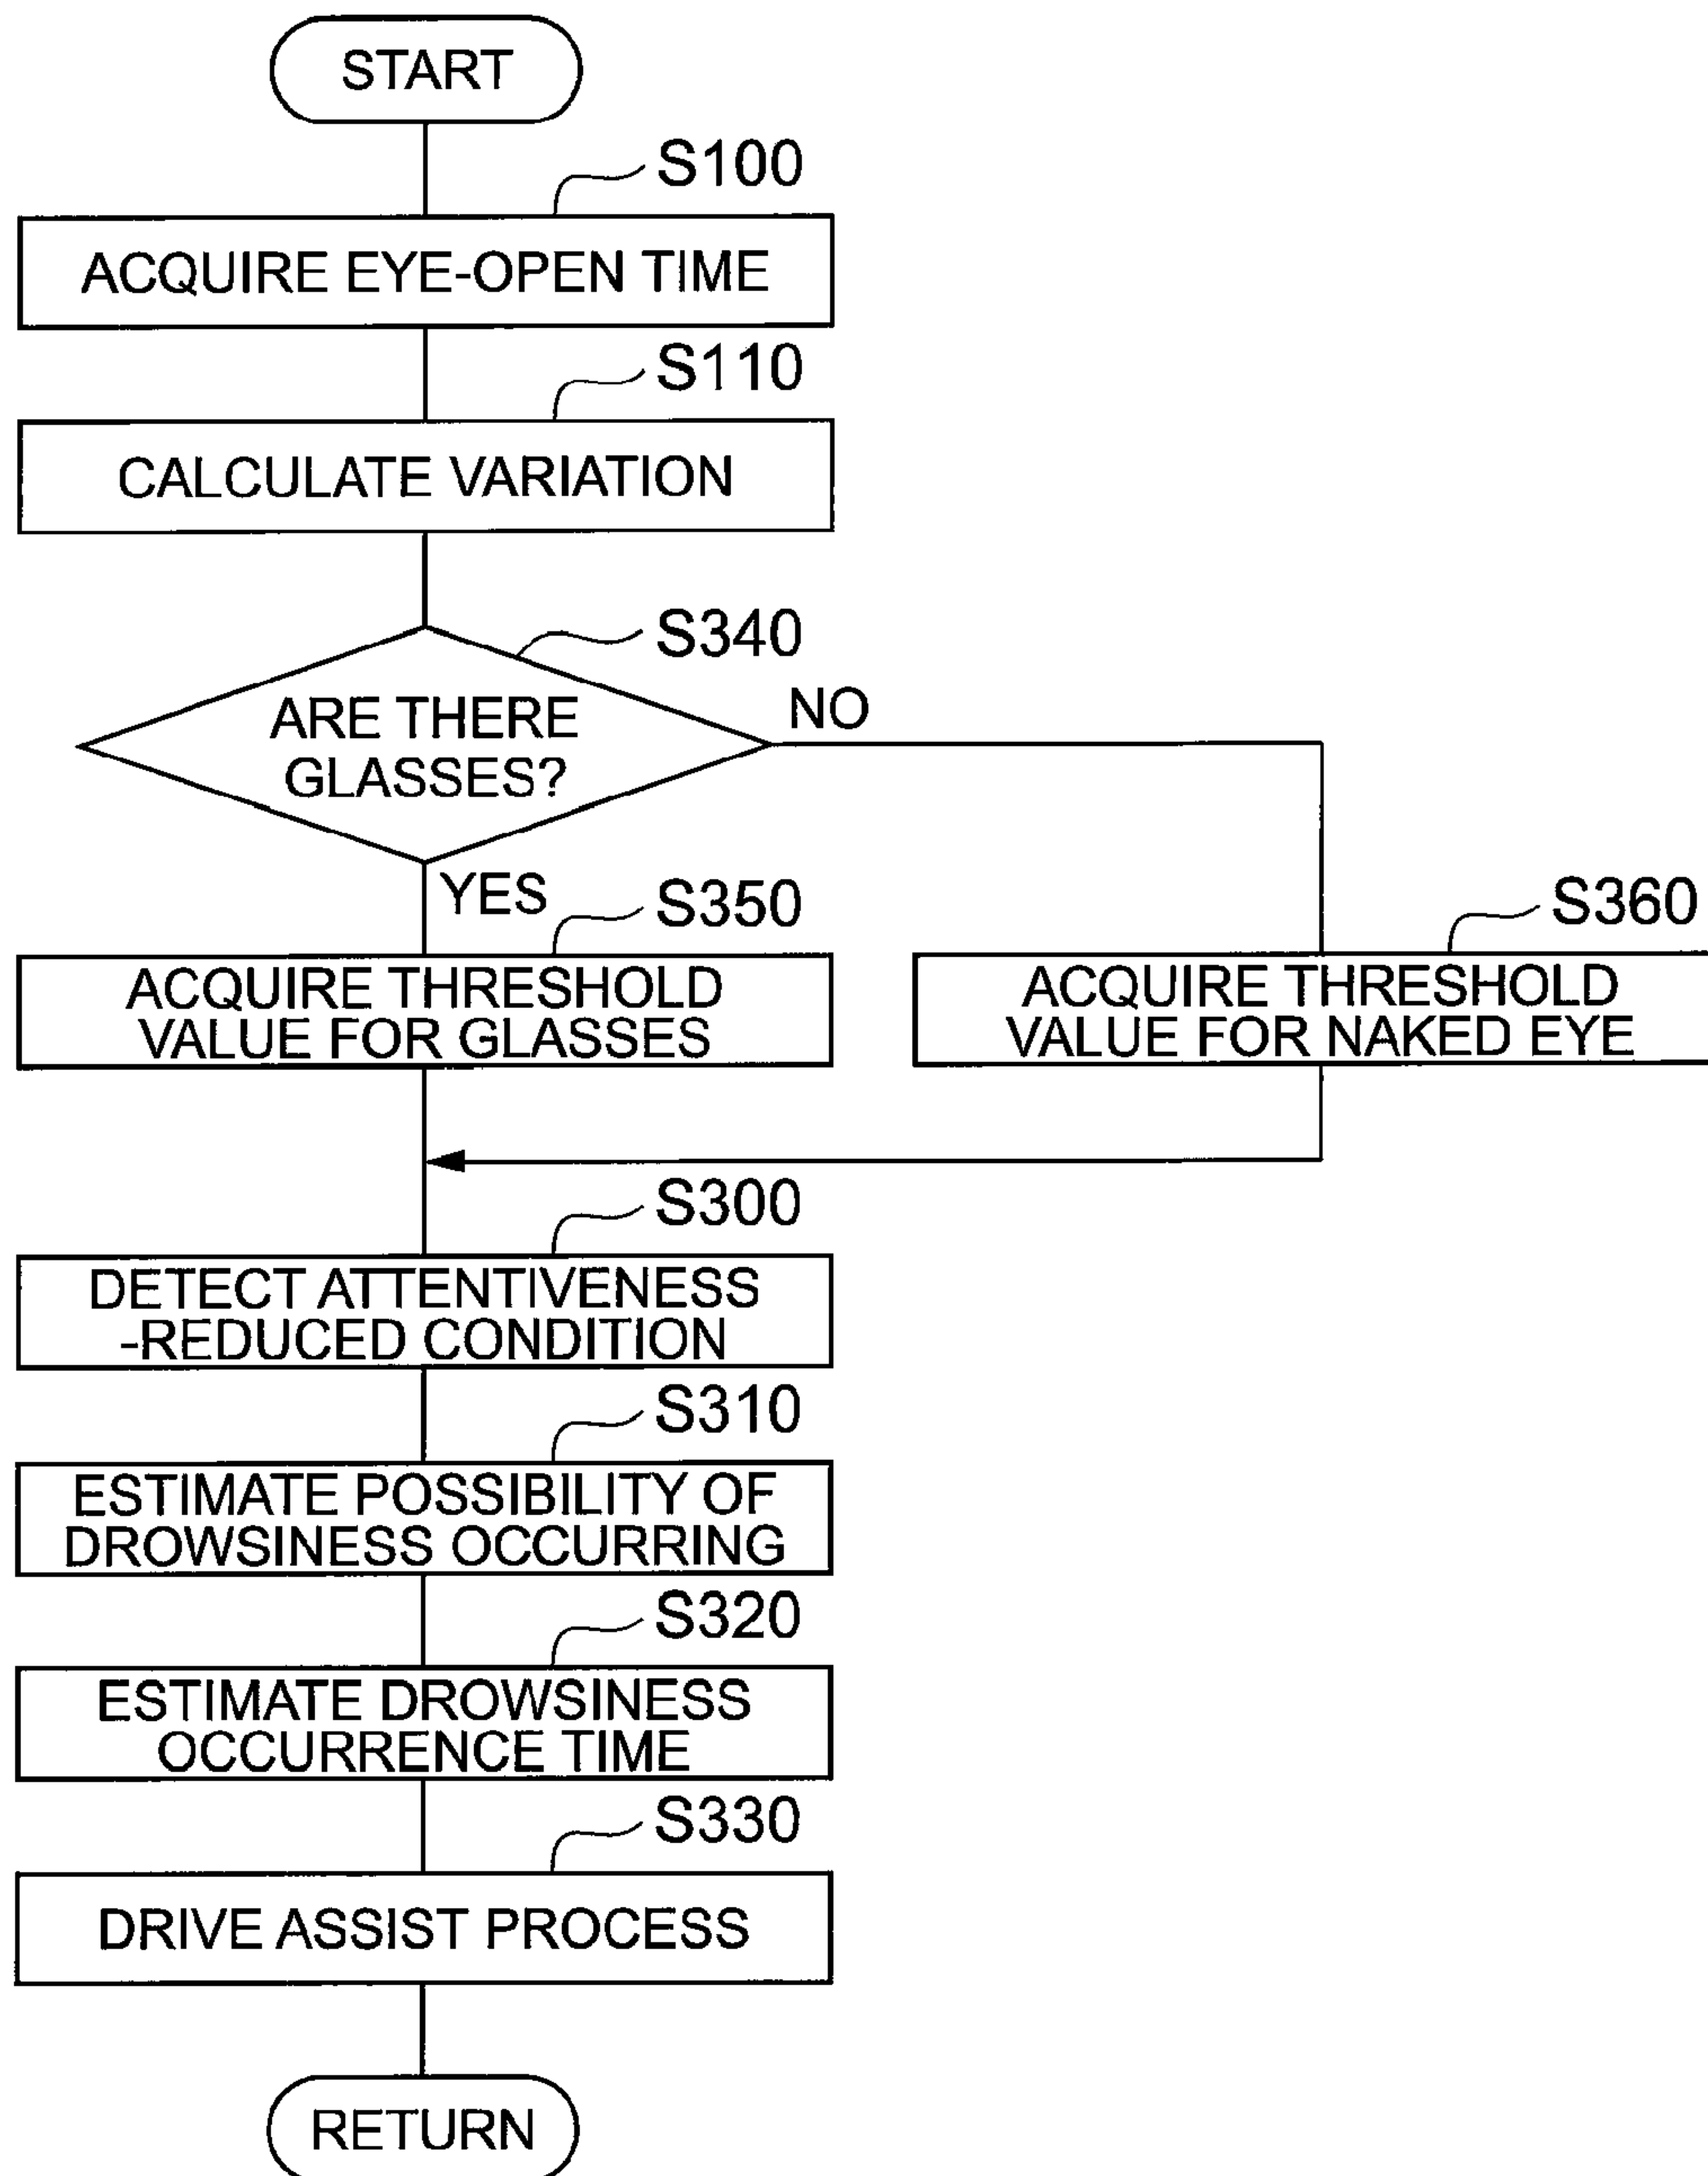 START
S100
ACQUIRE EYE-OPEN TIME
S110
CALCULATE VARIATION
S340
ARE THERE
GLASSES?
NO
YES
S350
ACQUIRE THRESHOLD
VALUE FOR GLASSES
S360
ACQUIRE THRESHOLD
VALUE FOR NAKED EYE
S300
DETECT ATTENTIVENESS
-REDUCED CONDITION
S310
ESTIMATE POSSIBILITY OF
DROWSINESS OCCURRING
S320
ESTIMATE DROWSINESS
OCCURRENCE TIME
S330
DRIVE ASSIST PROCESS
RETURN